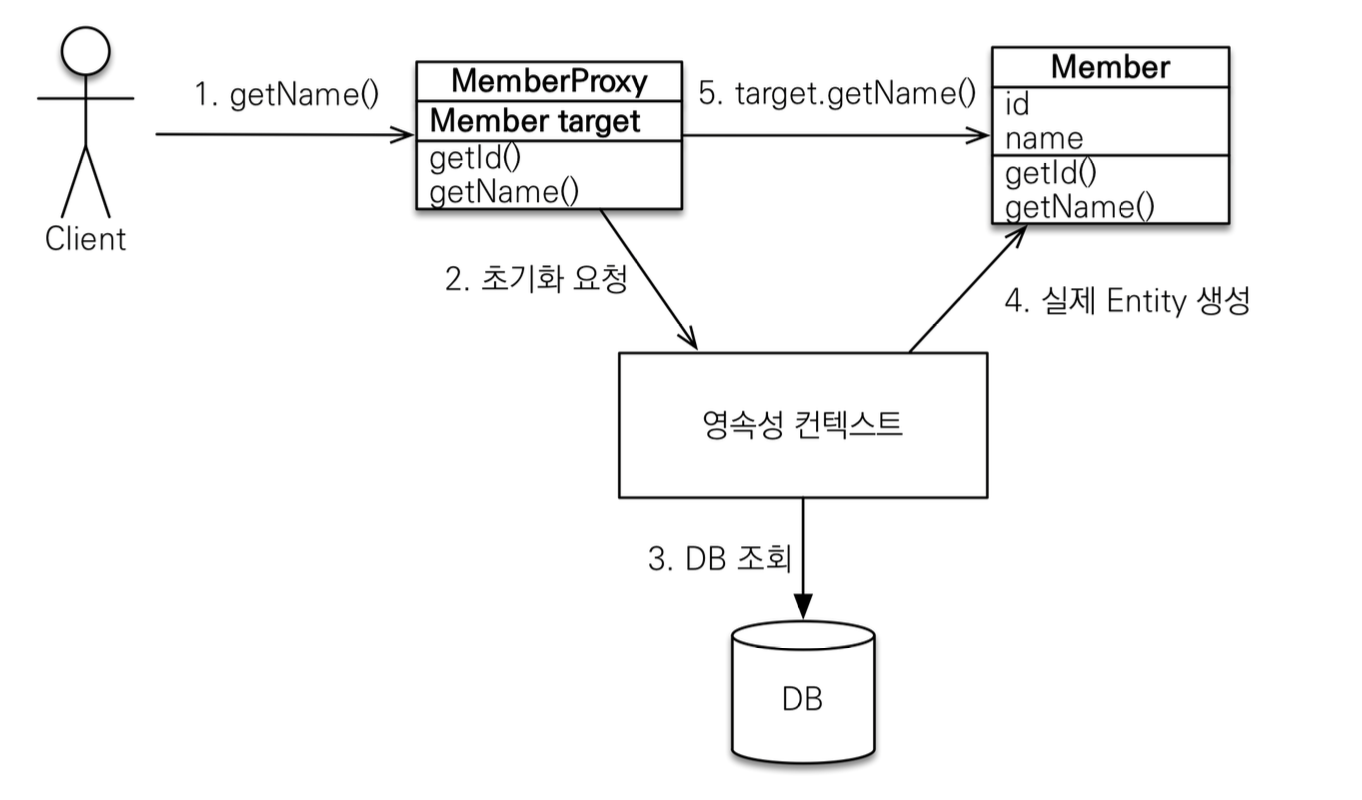 1. getName()
Client
MemberProxy
Member target
getId()
getName()
5. target.getName()
Member
id
name
getId()
getName()
2. 초기화 요청
4. 실제 Entity 생성
영속성 컨텍스트
3. DB 조회
DB